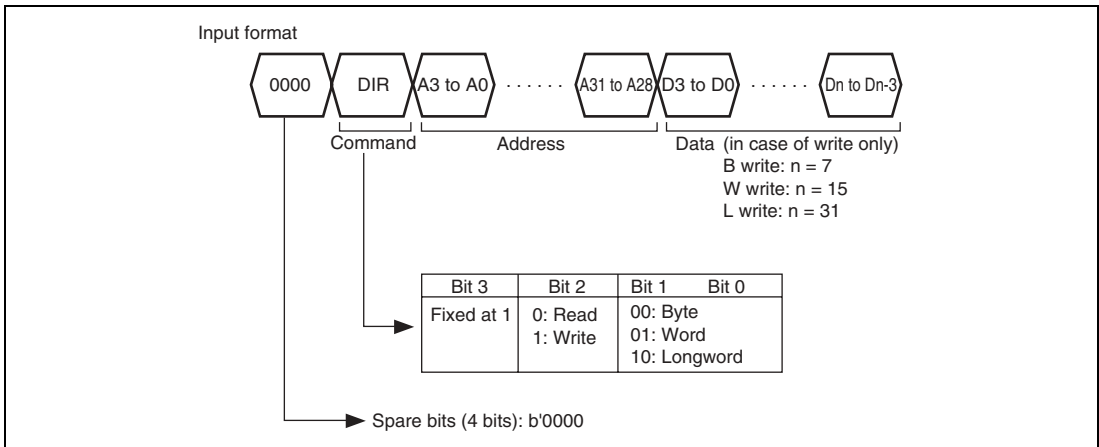 Input format
0000 DIR A3 to A0 ...... A31 to A28 D3 to D0 ...... Dn to Dn-3
Command Address Data (in case of write only)
B write: n = 7
W write: n = 15
L write: n = 31
Bit 3 Bit 2 Bit 1 Bit 0
Fixed at 1 0: Read 00: Byte
1: Write 01: Word
10: Longword
Spare bits (4 bits): b'0000